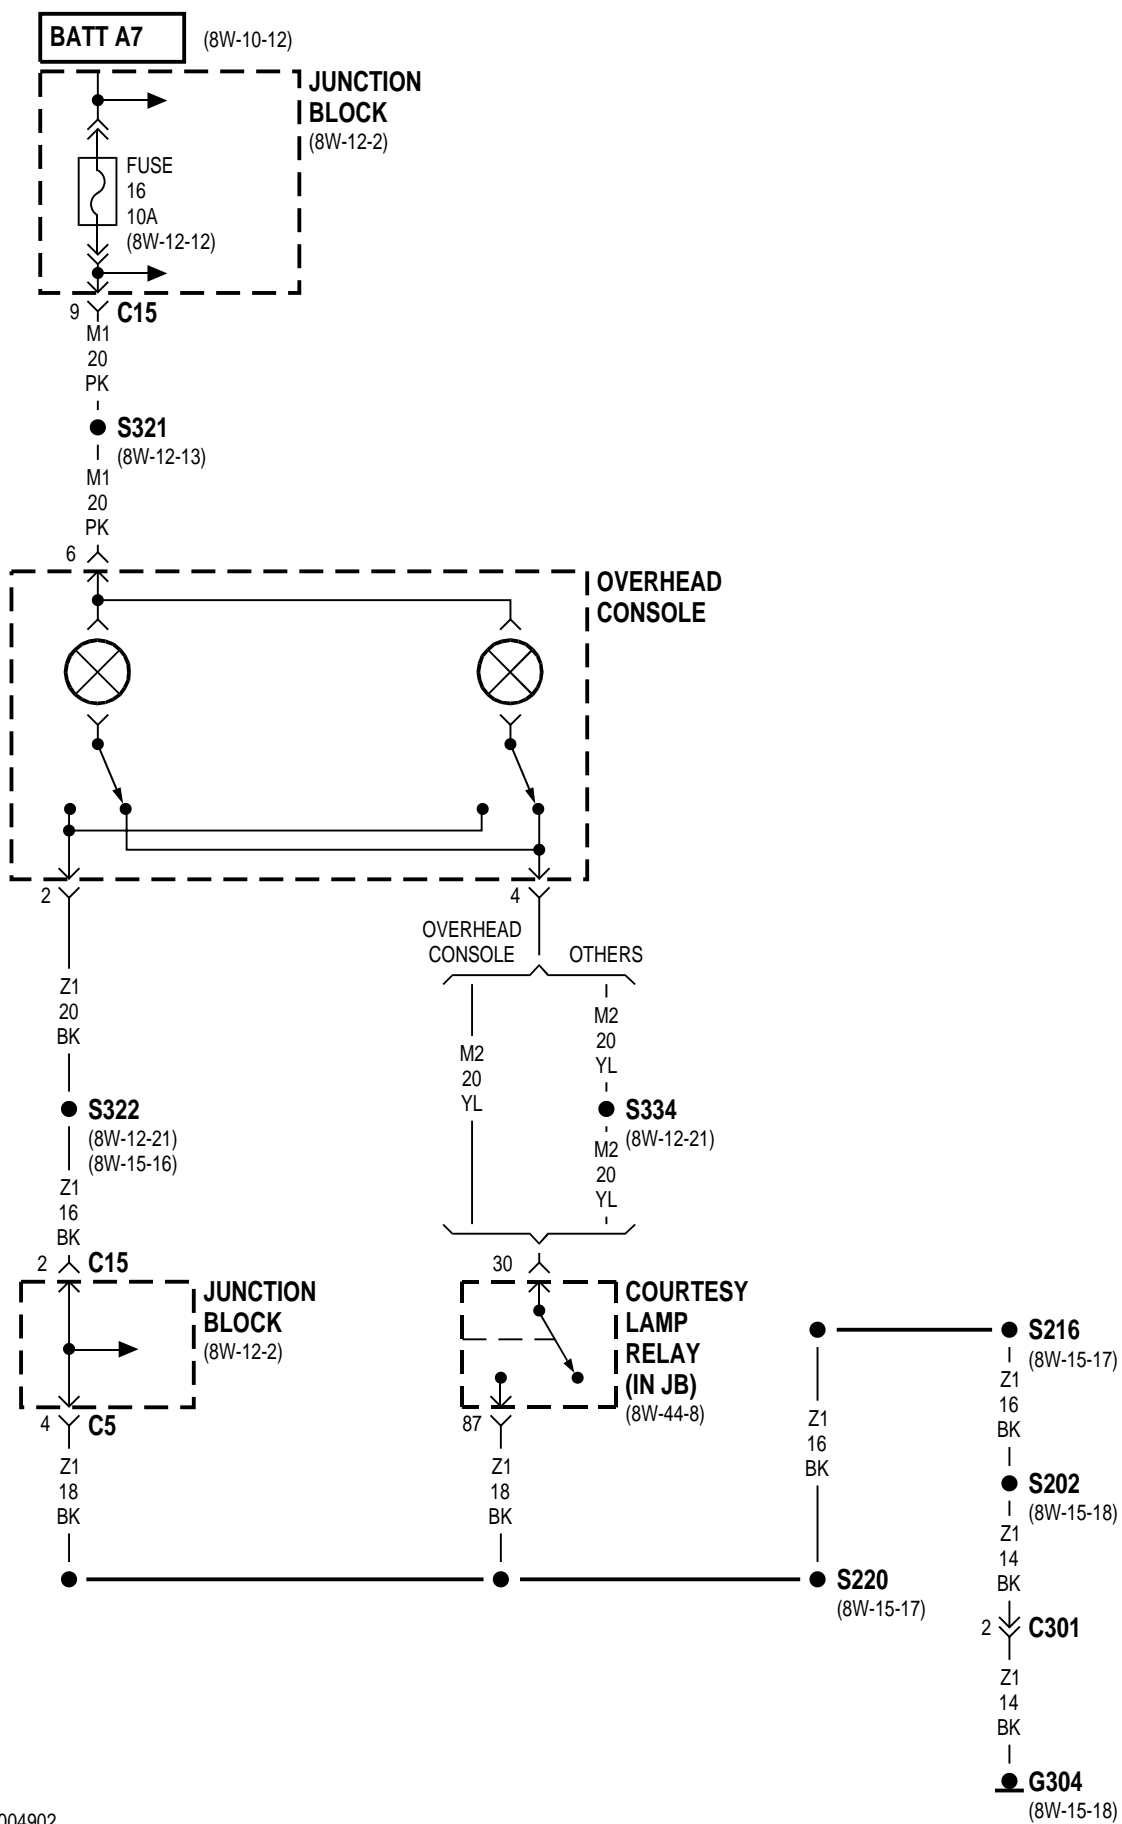 BATT A7
(8W-10-12)
JUNCTION
BLOCK
(8W-12-2)
FUSE
16
10A
(8W-12-12)
9
C15
M1
20
PK
S321
(8W-12-13)
M1
20
PK
6
OVERHEAD
CONSOLE
2
4
OVERHEAD
CONSOLE
OTHERS
Z1
20
BK
M2
20
YL
M2
20
YL
S322
(8W-12-21)
(8W-15-16)
S334
(8W-12-21)
M2
20
YL
Z1
16
BK
2
C15
30
JUNCTION
BLOCK
(8W-12-2)
COURTESY
LAMP
RELAY
(IN JB)
(8W-44-8)
4
C5
87
Z1
18
BK
Z1
18
BK
Z1
16
BK
S220
(8W-15-17)
S216
(8W-15-17)
Z1
16
BK
S202
(8W-15-18)
Z1
14
BK
2
C301
Z1
14
BK
G304
(8W-15-18)